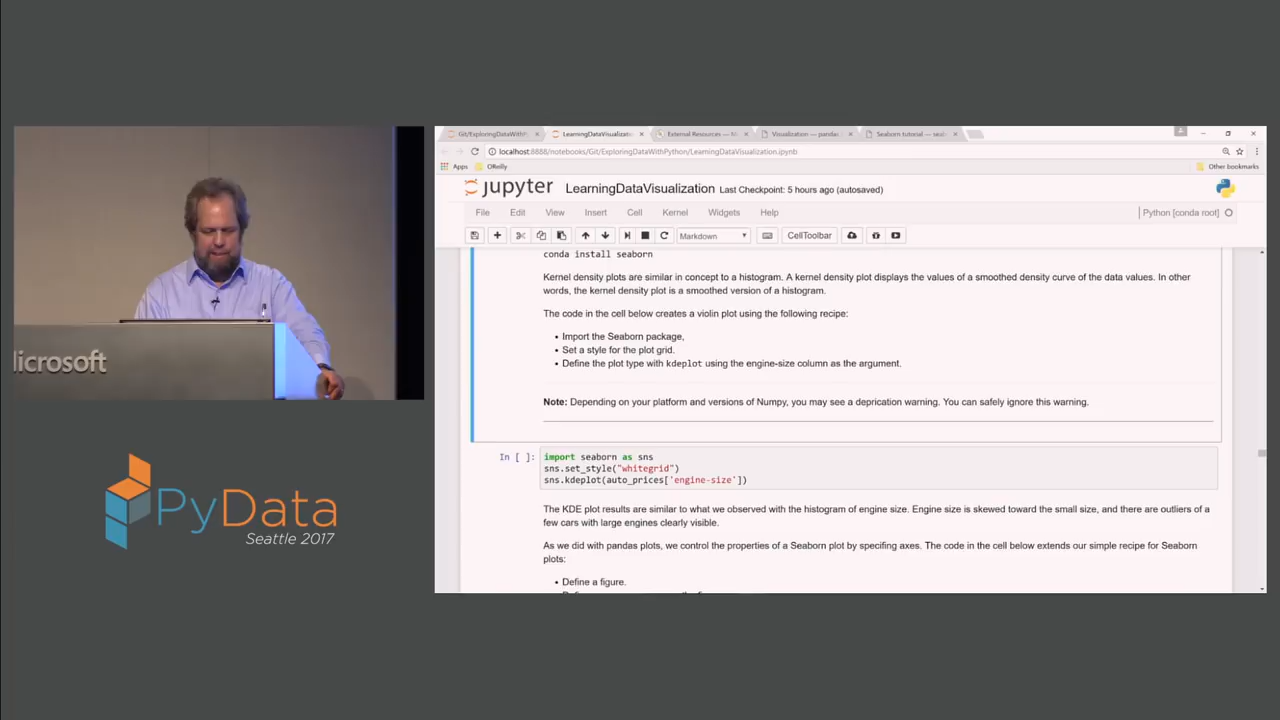 Git/ExploringDataWithP
LearningDataVisualizatio
External Resources — M
Visualization — pandas
Seaborn tutorial — seab
localhost:8888/notebooks/Git/ExploringDataWithPython/LearningDataVisualization.ipynb
Apps OReilly Other bookmarks
jupyter LearningDataVisualization Last Checkpoint: 5 hours ago (autosaved)
File Edit View Insert Cell Kernel Widgets Help Python [conda root]
Markdown CellToolbar
conda install seaborn
Kernel density plots are similar in concept to a histogram. A kernel density plot displays the values of a smoothed density curve of the data values. In other
words, the kernel density plot is a smoothed version of a histogram.
The code in the cell below creates a violin plot using the following recipe:
• Import the Seaborn package,
• Set a style for the plot grid.
• Define the plot type with kdeplot using the engine-size column as the argument.
Note: Depending on your platform and versions of Numpy, you may see a deprication warning. You can safely ignore this warning.
In [ ]: import seaborn as sns
sns.set_style("whitegrid")
sns.kdeplot(auto_prices['engine-size'])
The KDE plot results are similar to what we observed with the histogram of engine size. Engine size is skewed toward the small size, and there are outliers of a
few cars with large engines clearly visible.
As we did with pandas plots, we control the properties of a Seaborn plot by specifing axes. The code in the cell below extends our simple recipe for Seaborn
plots:
• Define a figure.
icrosoft
PyData
Seattle 2017